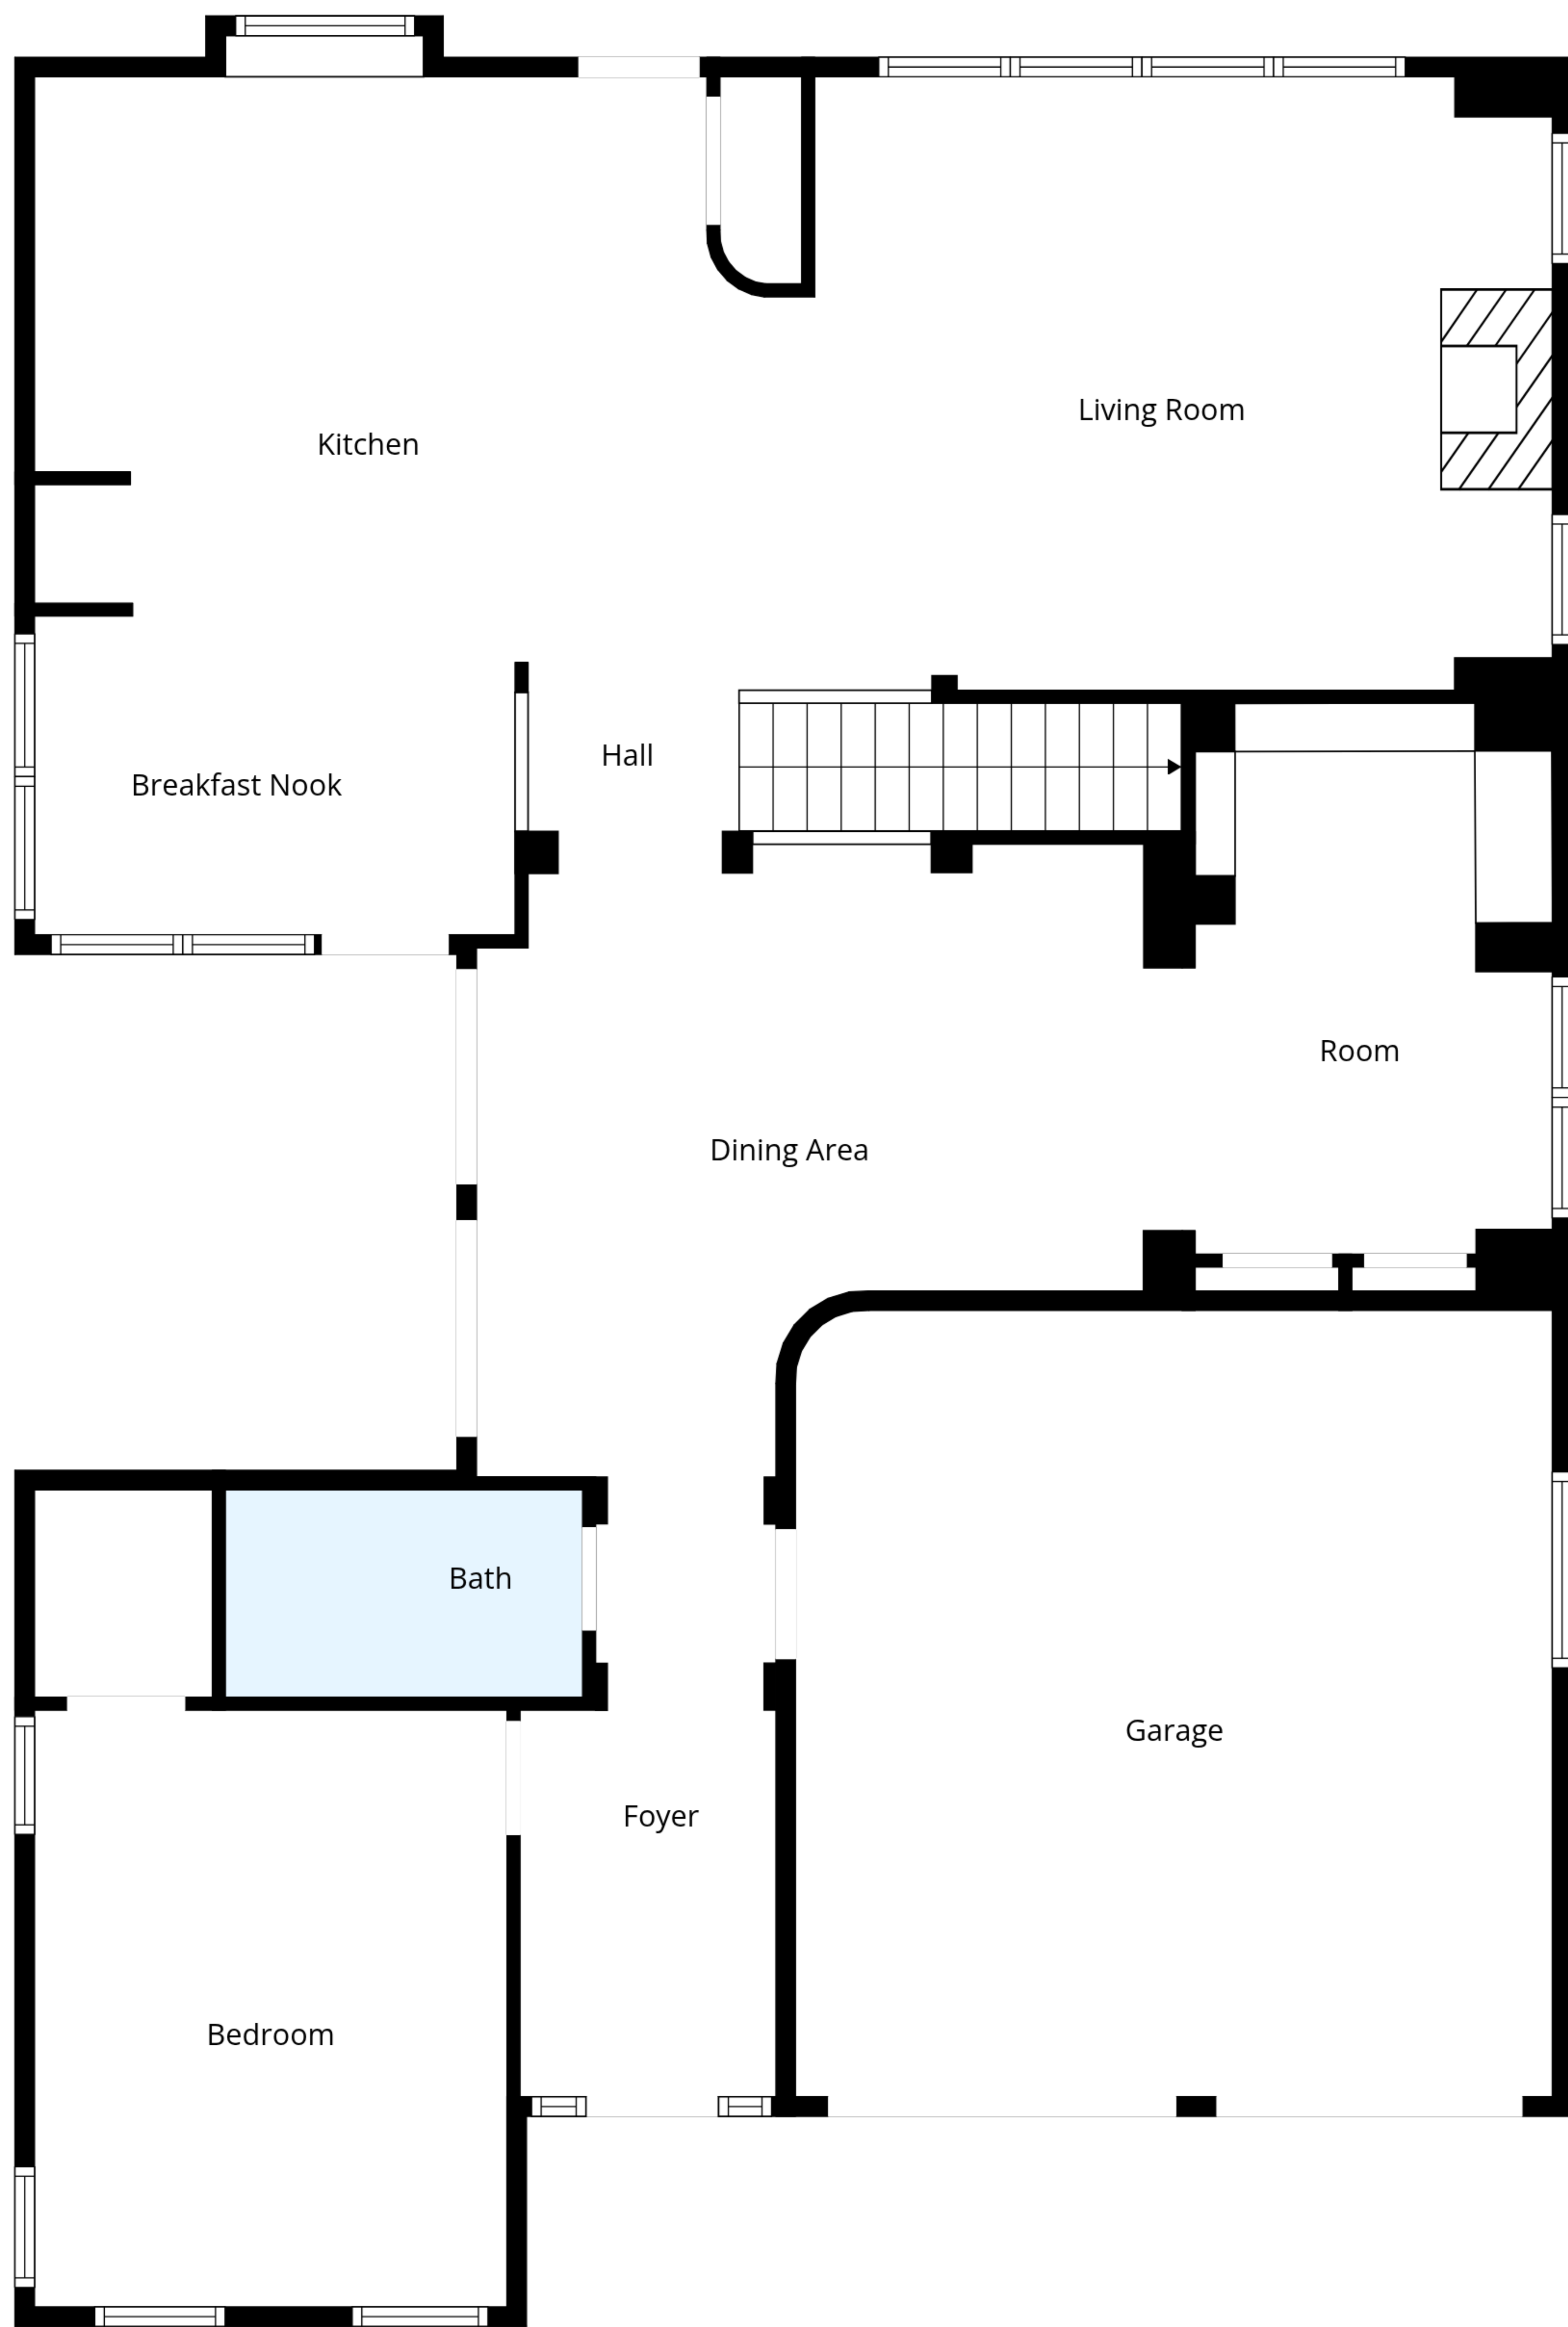 Living Room
Kitchen
Hall
Breakfast Nook
Room
Dining Area
Bath
Garage
Foyer
Bedroom